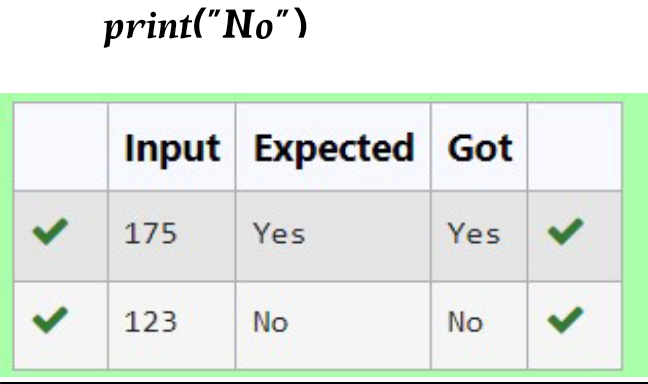 print("No")
Input Expected Got
175 Yes Yes
123 No No